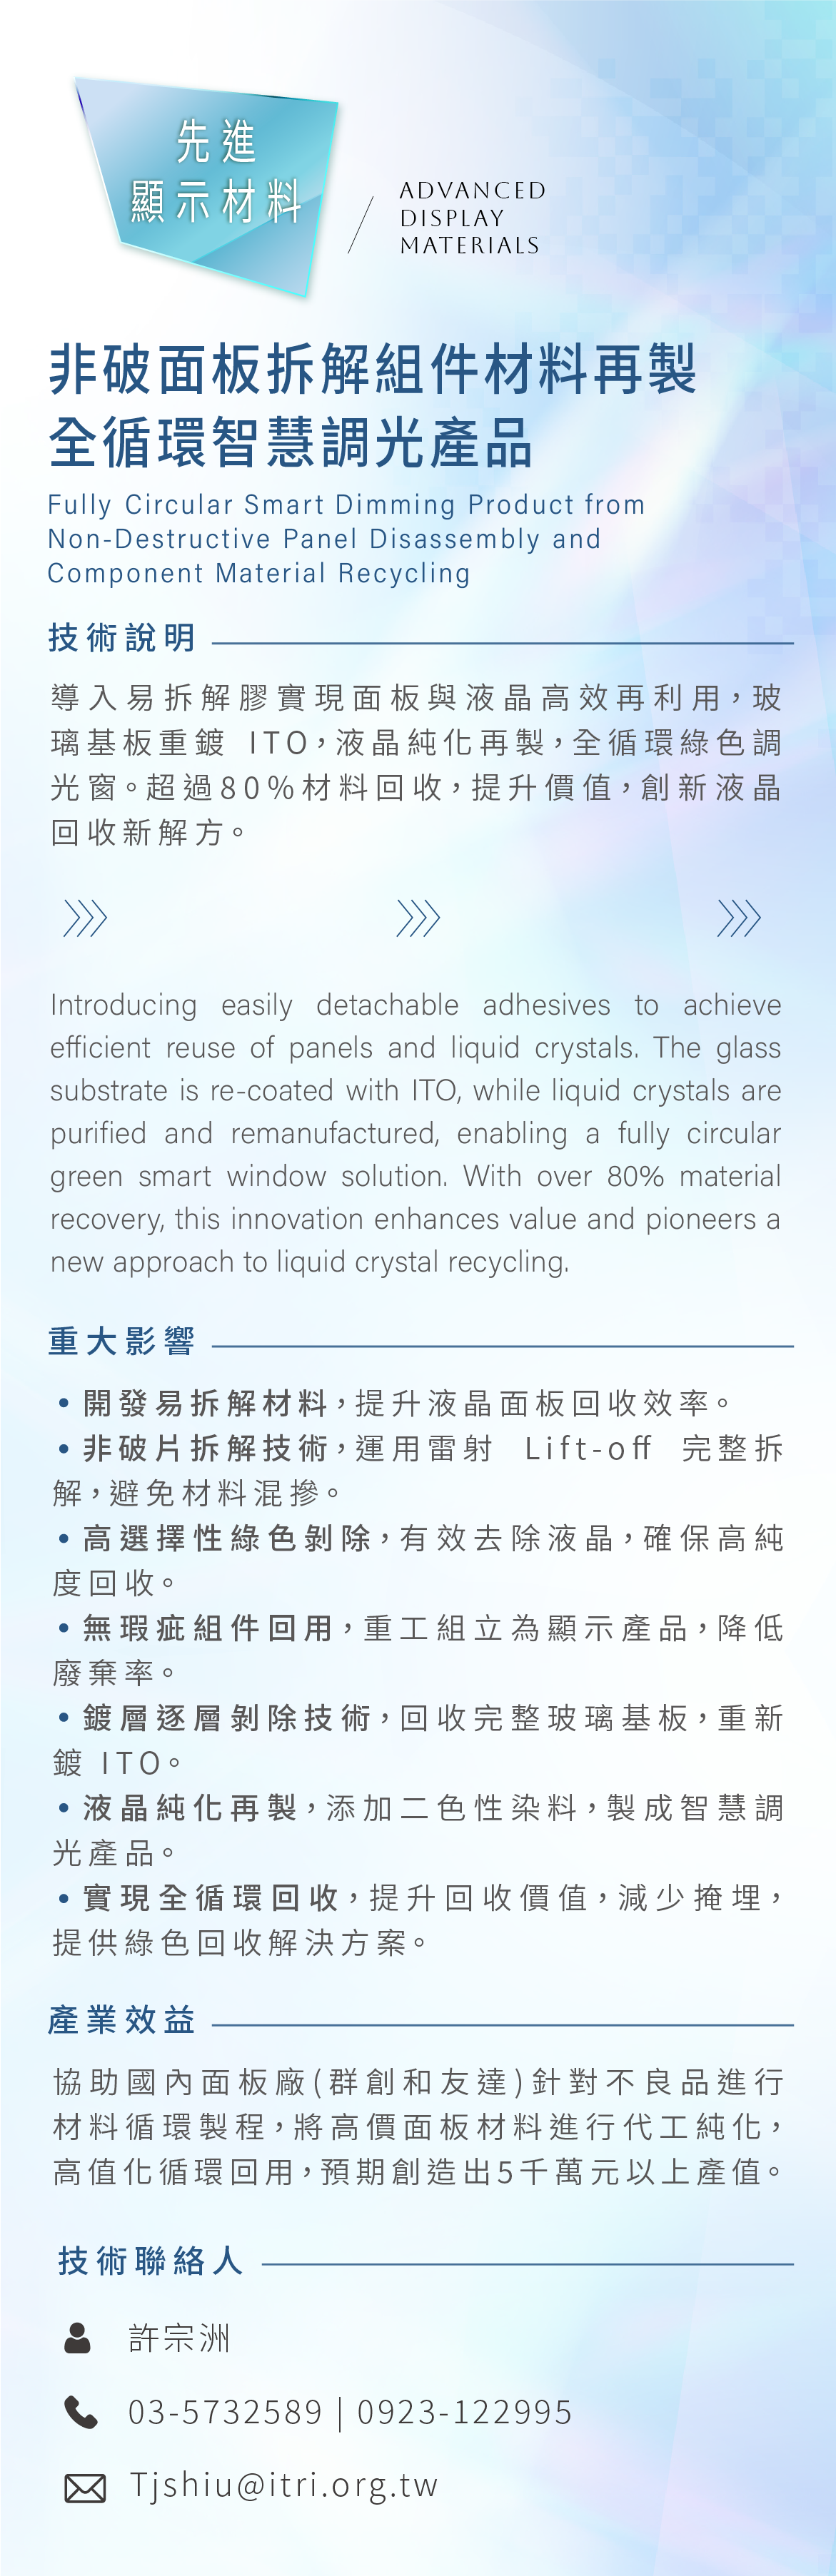 先進
顯示材料
ADVANCED
DISPLAY
MATERIALS
非破面板拆解組件材料再製
全循環智慧調光產品
Fully Circular Smart Dimming Product from
Non-Destructive Panel Disassembly and
Component Material Recycling
技術說明
導入易拆解膠實現面板與液晶高效再利用，玻
璃基板重鍍 ITO，液晶純化再製，全循環綠色調
光窗。超過80%材料回收，提升價值，創新液晶
回收新解方。
Introducing easily detachable adhesives to achieve
efficient reuse of panels and liquid crystals. The glass
substrate is re-coated with ITO, while liquid crystals are
purified and remanufactured, enabling a fully circular
green smart window solution. With over 80% material
recovery, this innovation enhances value and pioneers a
new approach to liquid crystal recycling.
重大影響
• 開發易拆解材料，提升液晶面板回收效率。
• 非破片拆解技術，運用雷射 Lift-off 完整拆
解，避免材料混摻。
• 高選擇性綠色剝除，有效去除液晶，確保高純
度回收。
• 無瑕疵組件回用，重工組立為顯示產品，降低
廢棄率。
• 鍍層逐層剝除技術，回收完整玻璃基板，重新
鍍 ITO。
• 液晶純化再製，添加二色性染料，製成智慧調
光產品。
• 實現全循環回收，提升回收價值，減少掩埋，
提供綠色回收解決方案。
產業效益
協助國內面板廠(群創和友達)針對不良品進行
材料循環製程，將高價面板材料進行代工純化，
高值化循環回用，預期創造出5千萬元以上產值。
技術聯絡人
許宗洲
03-5732589 | 0923-122995
Tjshiu@itri.org.tw